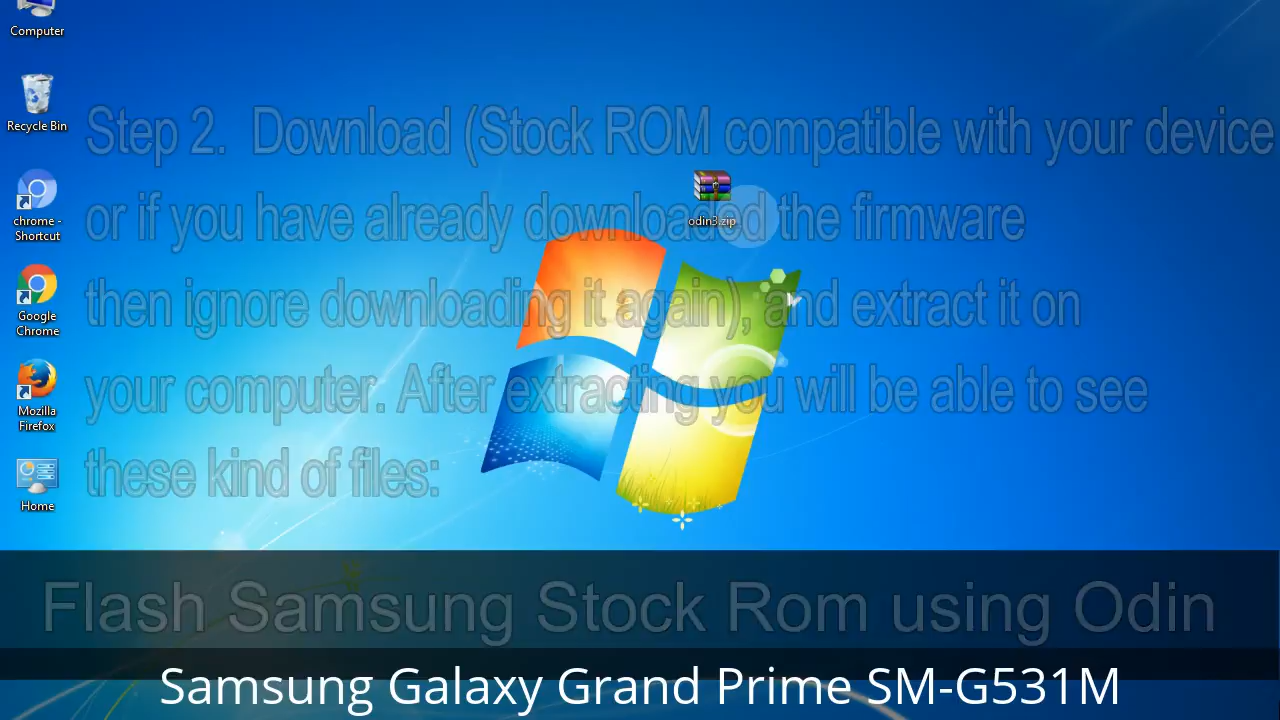 Computer
Recycle Bin
chrome -
Shortcut
Google
Chrome
Mozilla
Firefox
Home
odin3.zip
Step 2. Download (Stock ROM compatible with your device
or if you have already downloaded the firmware
then ignore downloading it again), and extract it on
your computer. After extracting you will be able to see
these kind of files:
Flash Samsung Stock Rom using Odin
Samsung Galaxy Grand Prime SM-G531M